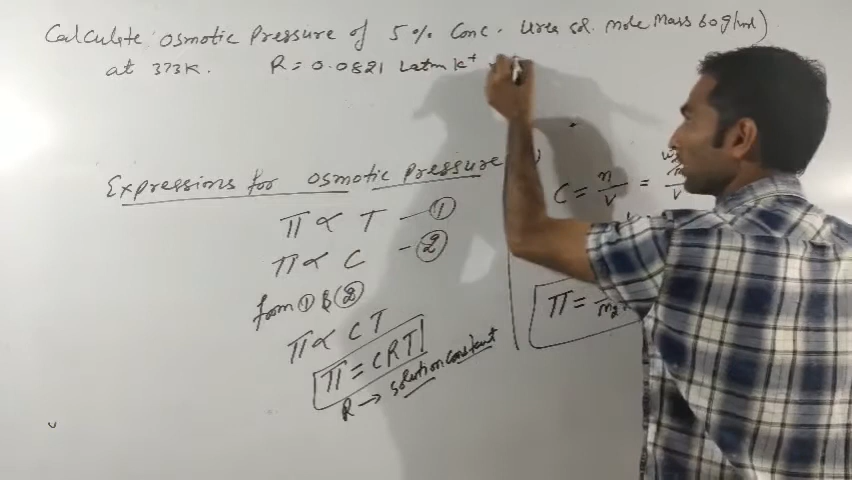 Calculate osmotic Pressure of 5% Conc. Urea sol. mole Mass 60g/mol)
at 373K. R = 0.0821 Latm K⁻¹
Expressions for osmotic pressure
π ∝ T — ①
π ∝ C — ②
from ① & ②
π ∝ CT
π = CRT
R → solution constant
C = n/v =
π =